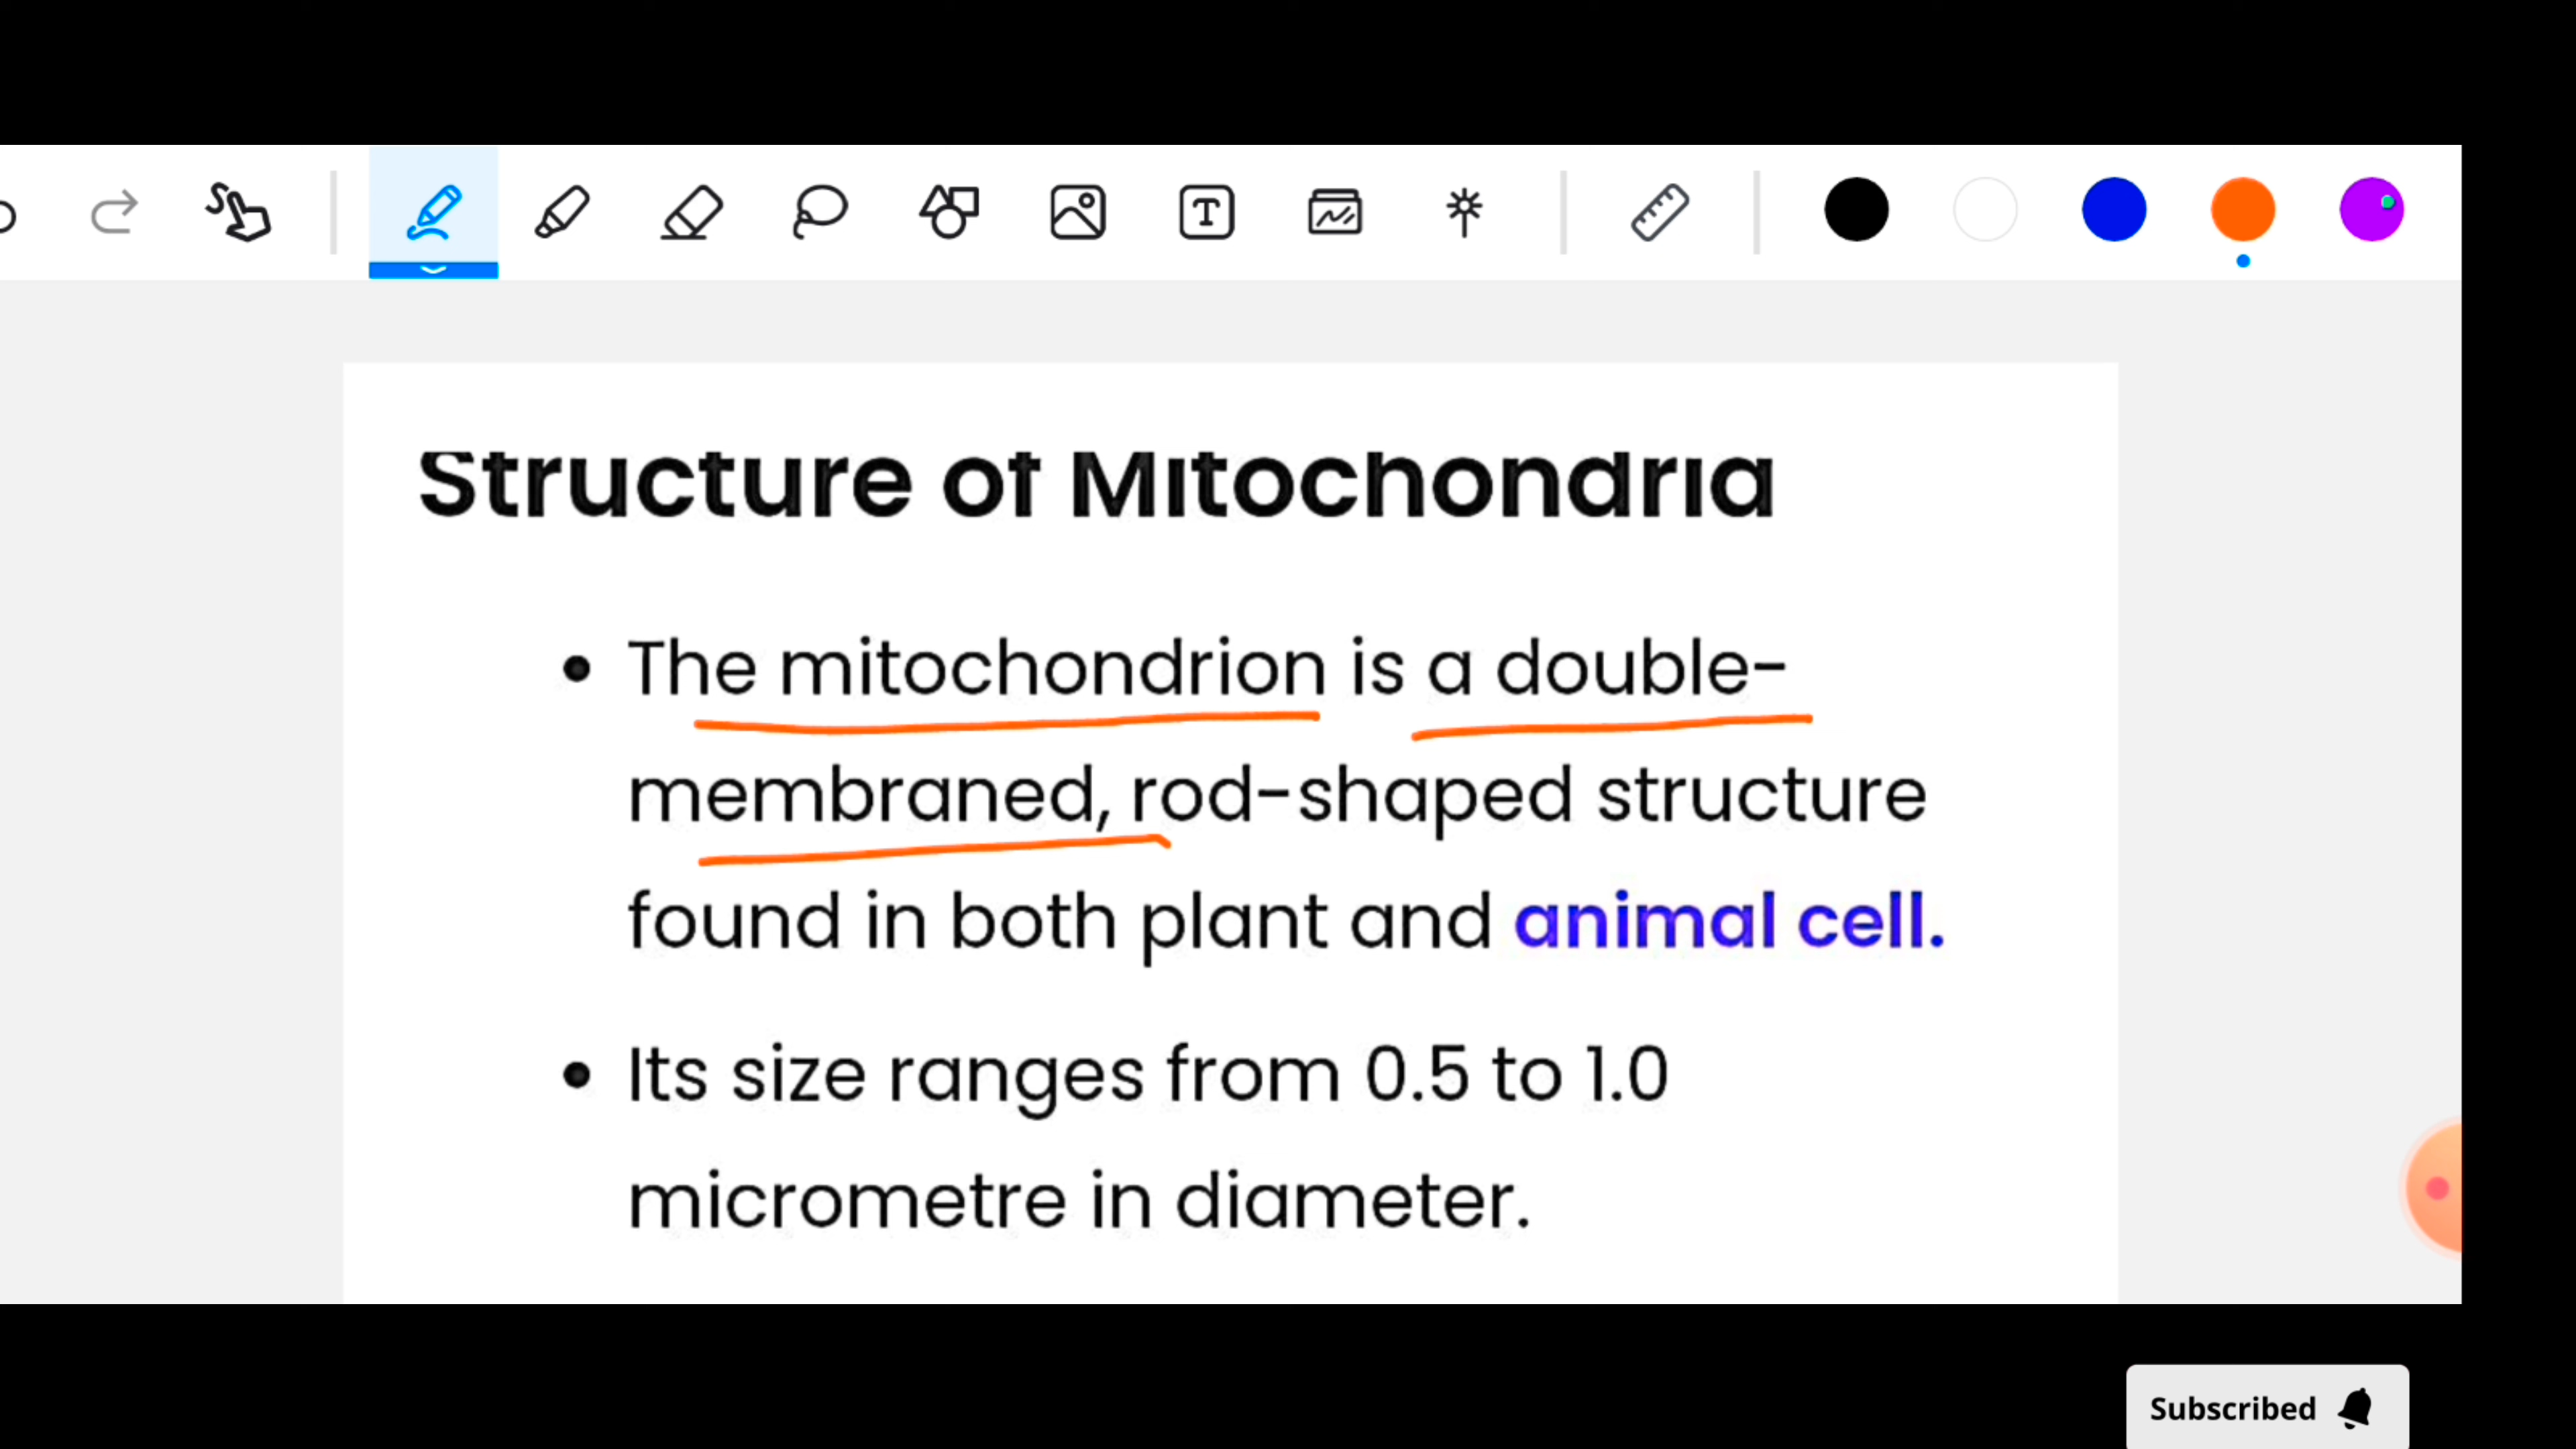 Structure of Mitochondria
• The mitochondrion is a double-
membraned, rod-shaped structure
found in both plant and animal cell.
• Its size ranges from 0.5 to 1.0
micrometre in diameter.
Subscribed